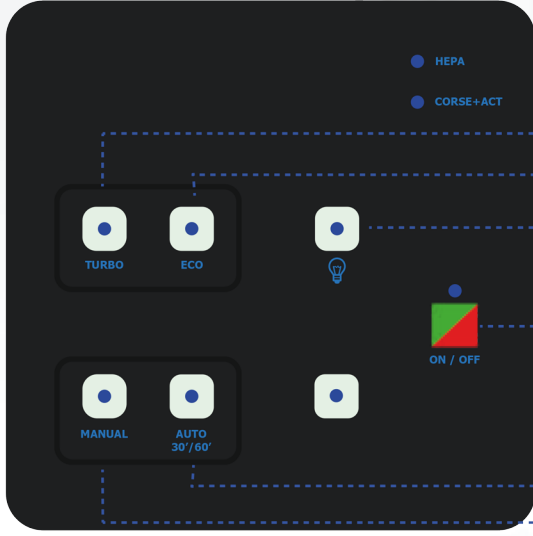 HEPA
CORSE+ACT
TURBO
ECO
ON / OFF
MANUAL
AUTO
30'/60'